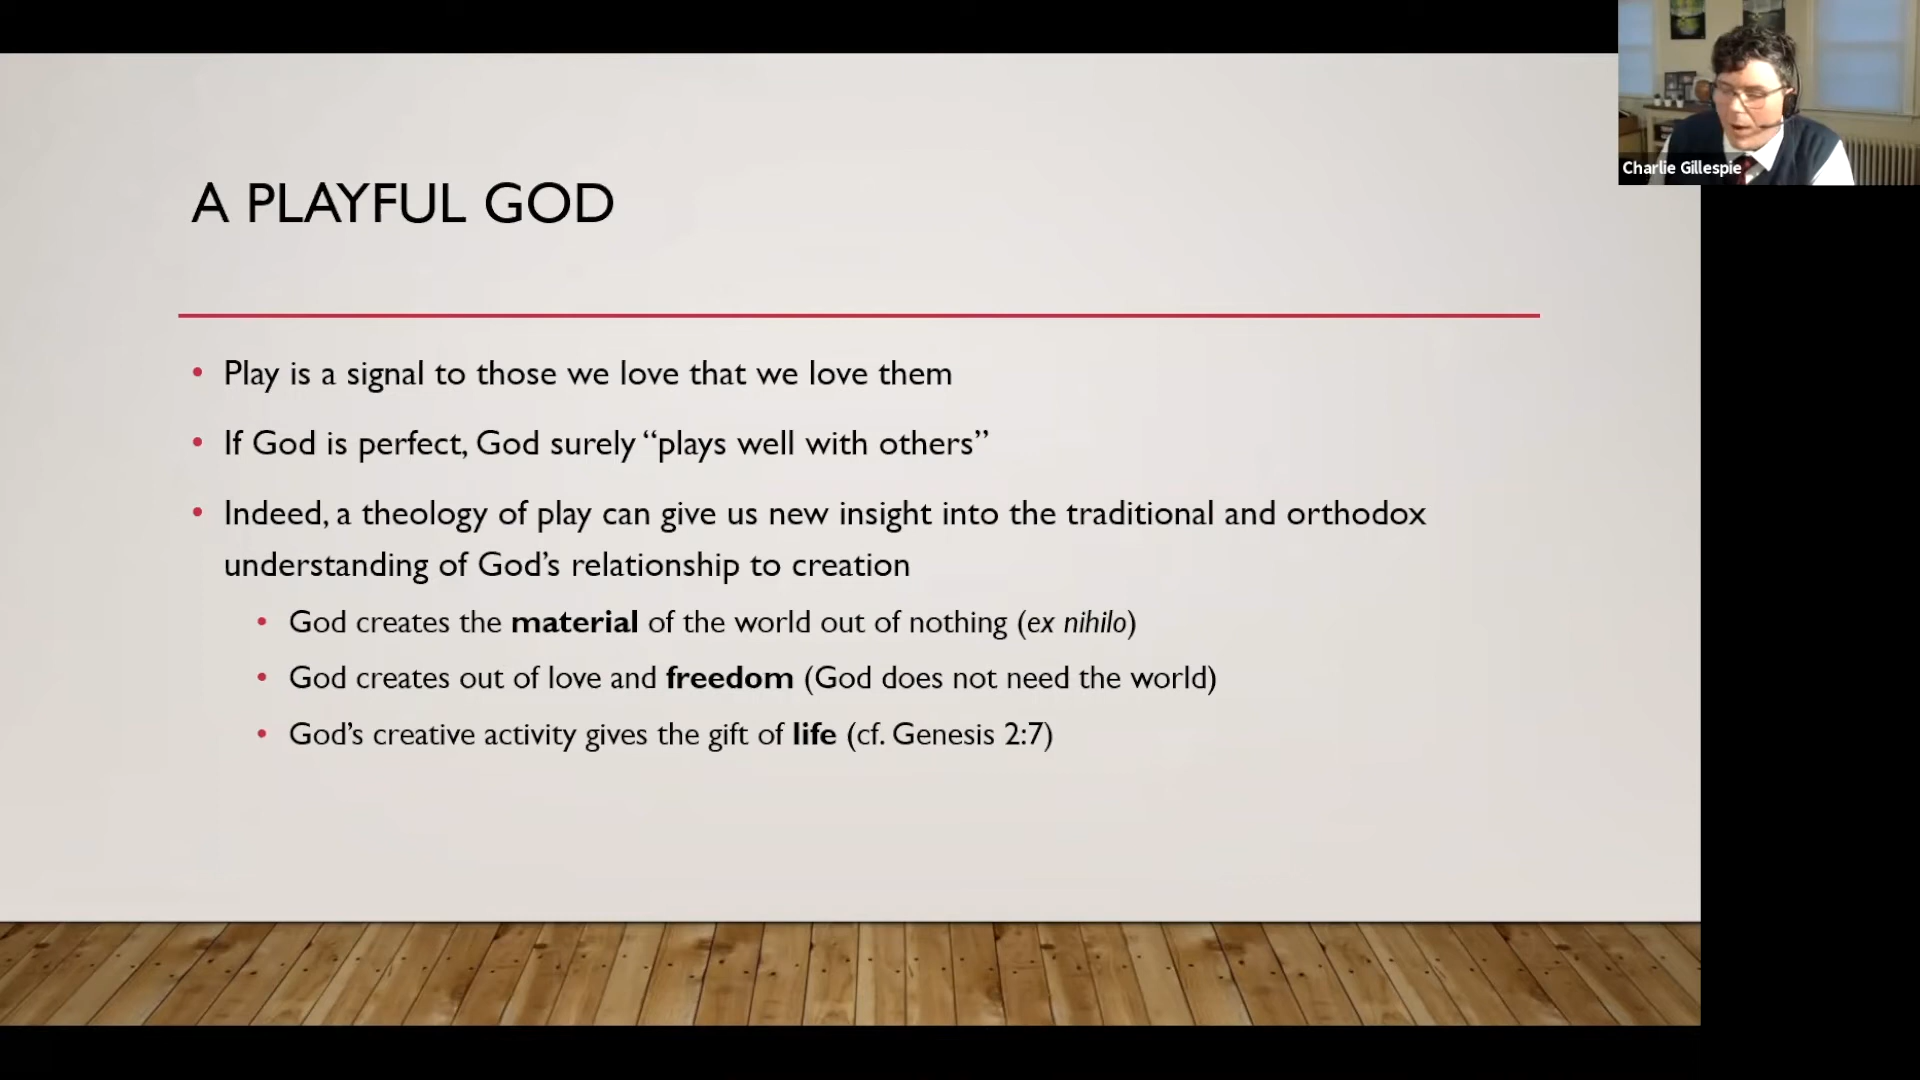 A PLAYFUL GOD
• Play is a signal to those we love that we love them
• If God is perfect, God surely “plays well with others”
• Indeed, a theology of play can give us new insight into the traditional and orthodox
understanding of God’s relationship to creation
• God creates the material of the world out of nothing (ex nihilo)
• God creates out of love and freedom (God does not need the world)
• God’s creative activity gives the gift of life (cf. Genesis 2:7)
Charlie Gillespie